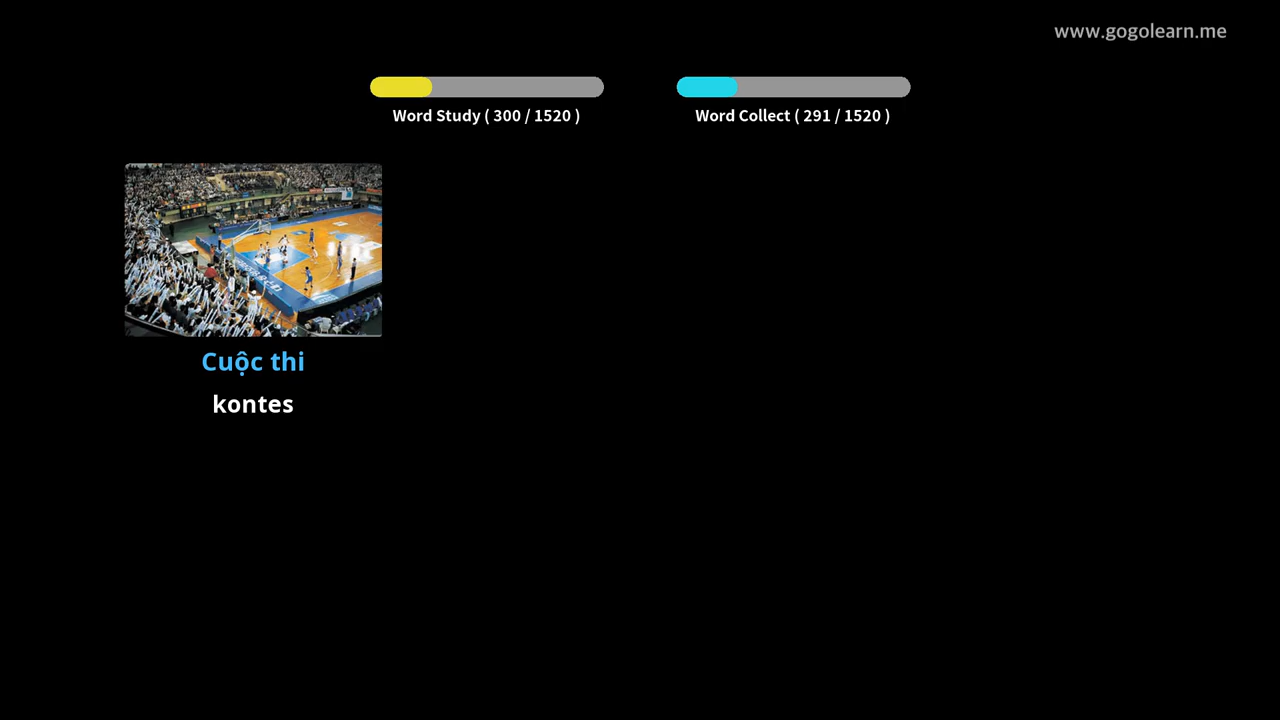 www.gogolearn.me
Word Study ( 300 / 1520 )
Word Collect ( 291 / 1520 )
Cuộc thi
kontes